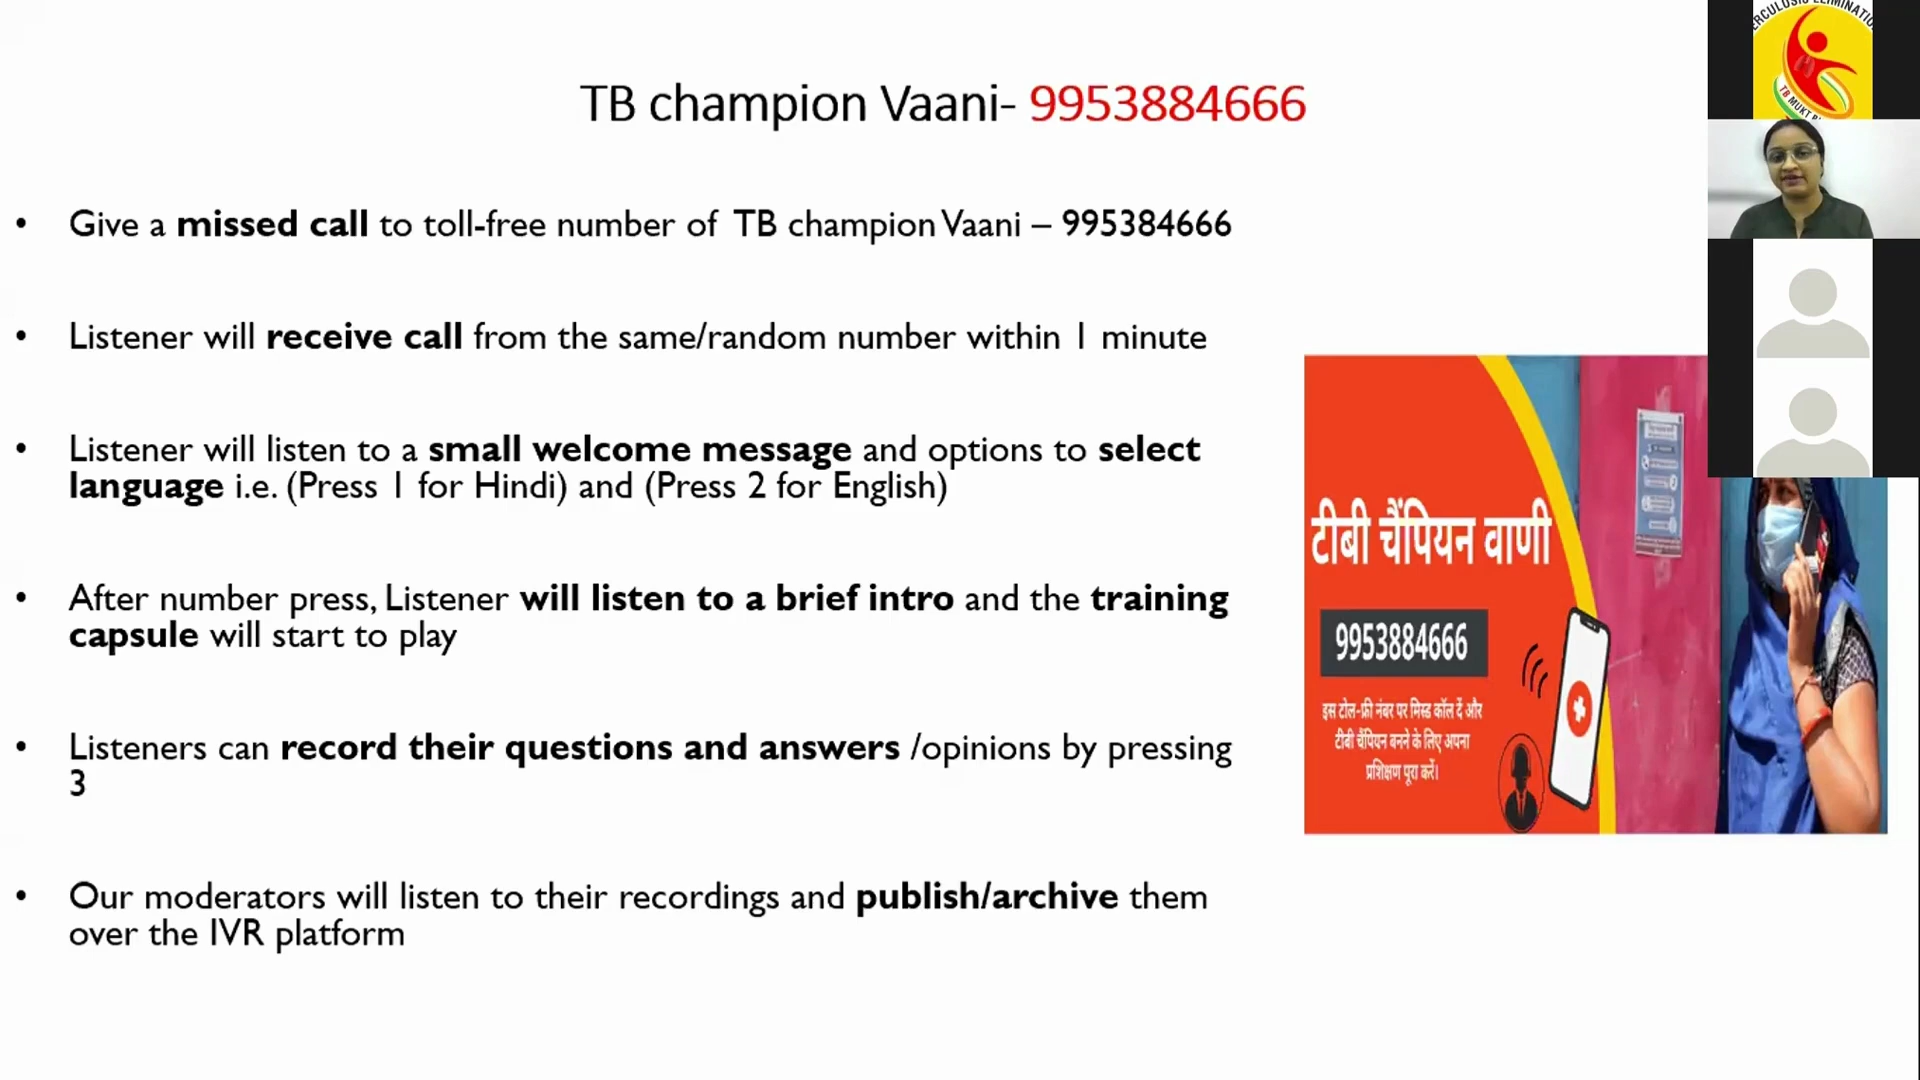 TB champion Vaani- 9953884666
• Give a missed call to toll-free number of TB champion Vaani – 995384666
• Listener will receive call from the same/random number within 1 minute
• Listener will listen to a small welcome message and options to select
language i.e. (Press 1 for Hindi) and (Press 2 for English)
• After number press, Listener will listen to a brief intro and the training
capsule will start to play
• Listeners can record their questions and answers /opinions by pressing
3
• Our moderators will listen to their recordings and publish/archive them
over the IVR platform
टीबी चैंपियन वाणी
9953884666
इस टोल-फ्री नंबर पर मिस्ड कॉल दें और
टीबी चैंपियन बनने के लिए अपना
प्रशिक्षण पूरा करें।
TB MUKT